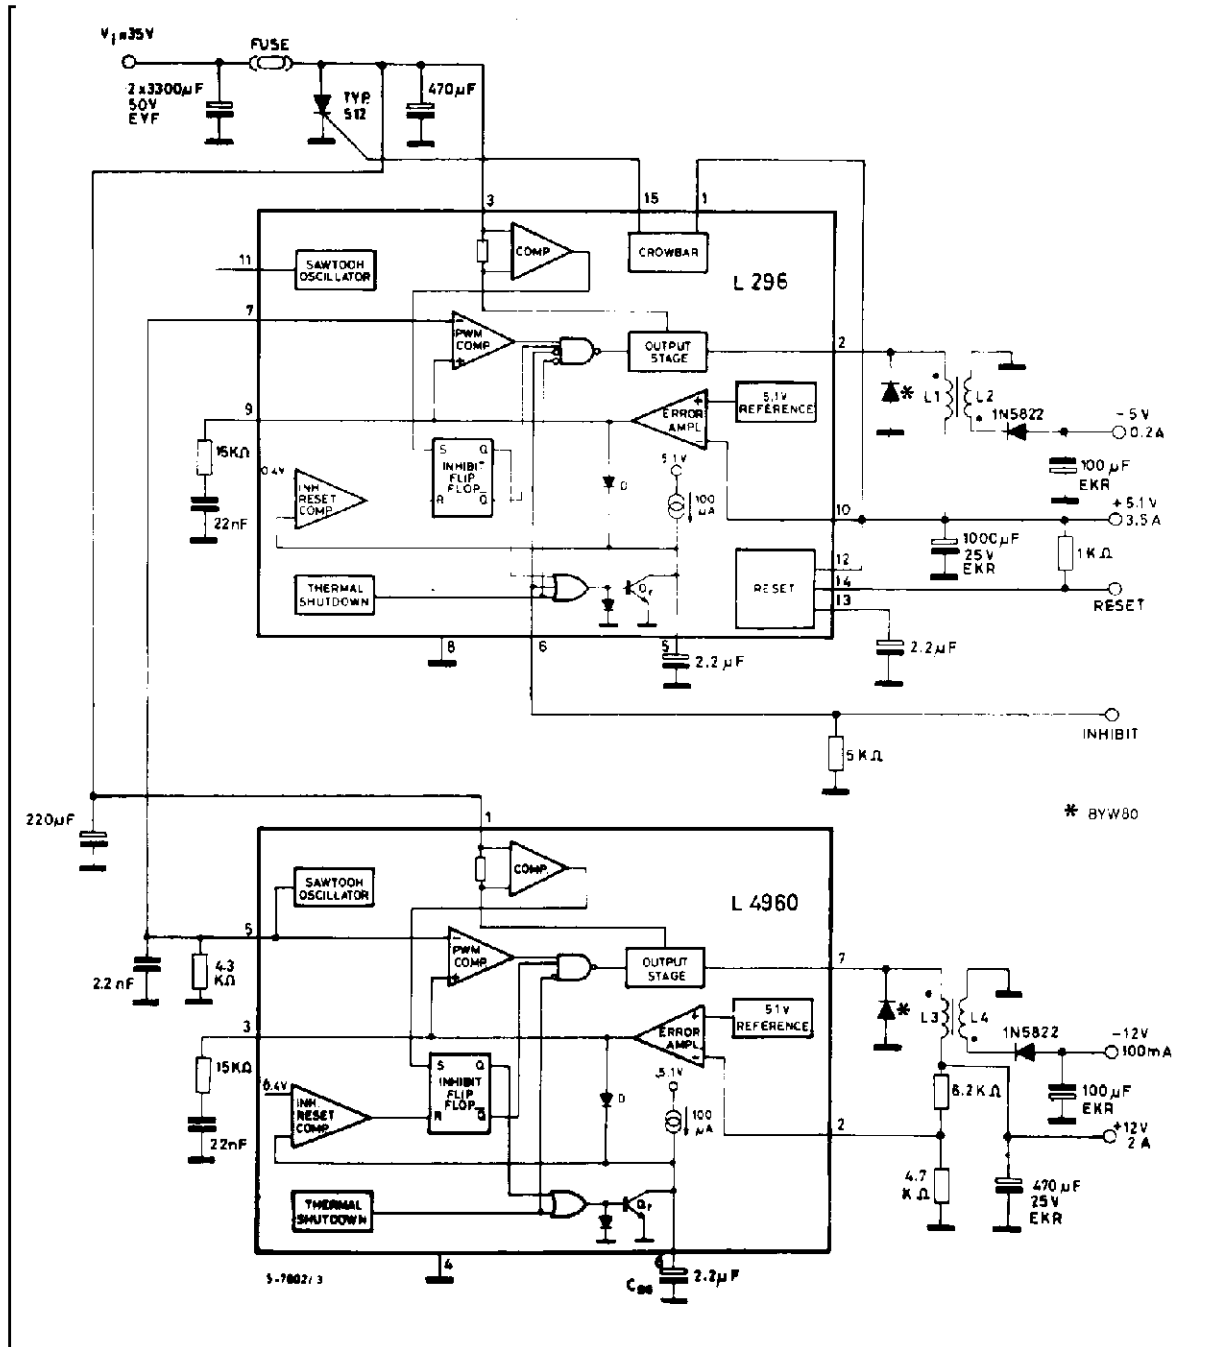 Vi=35V
FUSE
2x3300µF
50V
EYF
TYP.
512
470µF
3
15
1
11
SAWTOOH
OSCILLATOR
COMP
CROWBAR
L 296
7
PWM
COMP.
OUTPUT
STAGE
2
L1
L2
1N5822
-5V
0.2A
100µF
EKR
9
ERROR
AMPL
5.1V
REFERENCE
15KΩ
22nF
0.4V
INH.
RESET
COMP.
S
Q
INHIBIT
FLIP
FLOP
R
Q
D
5.1V
100
µA
10
+5.1V
3.5A
1000µF
25V
EKR
1KΩ
12
14
13
RESET
RESET
THERMAL
SHUTDOWN
Qr
8
6
5
2.2µF
2.2µF
INHIBIT
5KΩ
* BYW80
220µF
1
SAWTOOH
OSCILLATOR
COMP.
L 4960
5
2.2nF
4.3
KΩ
PWM
COMP.
OUTPUT
STAGE
7
*
L3
L4
1N5822
-12V
100mA
100µF
EKR
3
ERROR
AMPL.
5.1V
REFERENCE
15KΩ
22nF
0.4V
INH.
RESET
COMP.
S
Q
INHIBIT
FLIP
FLOP
R
Q
D
5.1V
100
µA
2
6.2KΩ
+12V
2A
4.7
KΩ
470µF
25V
EKR
THERMAL
SHUTDOWN
Qr
4
6
Css
2.2µF
S-7802/3